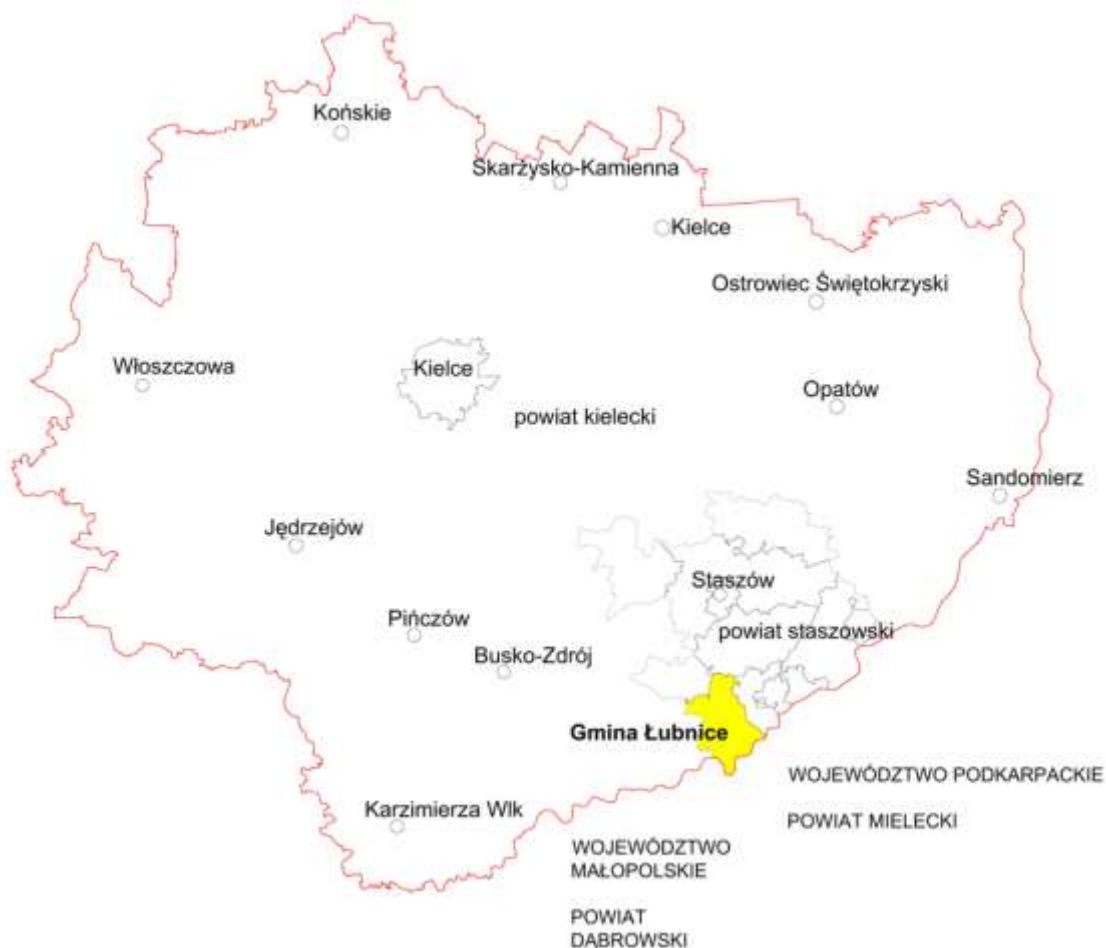 Końskie
Skarżysko-Kamienna
Kielce
Ostrowiec Świętokrzyski
Włoszczowa
Kielce
Opatów
powiat kielecki
Sandomierz
Jędrzejów
Staszów
Pińczów
powiat staszowski
Busko-Zdrój
Gmina Łubnice
WOJEWÓDZTWO PODKARPACKIE
POWIAT MIELECKI
Karzimierza Wlk
WOJEWÓDZTWO
MAŁOPOLSKIE
POWIAT
DĄBROWSKI